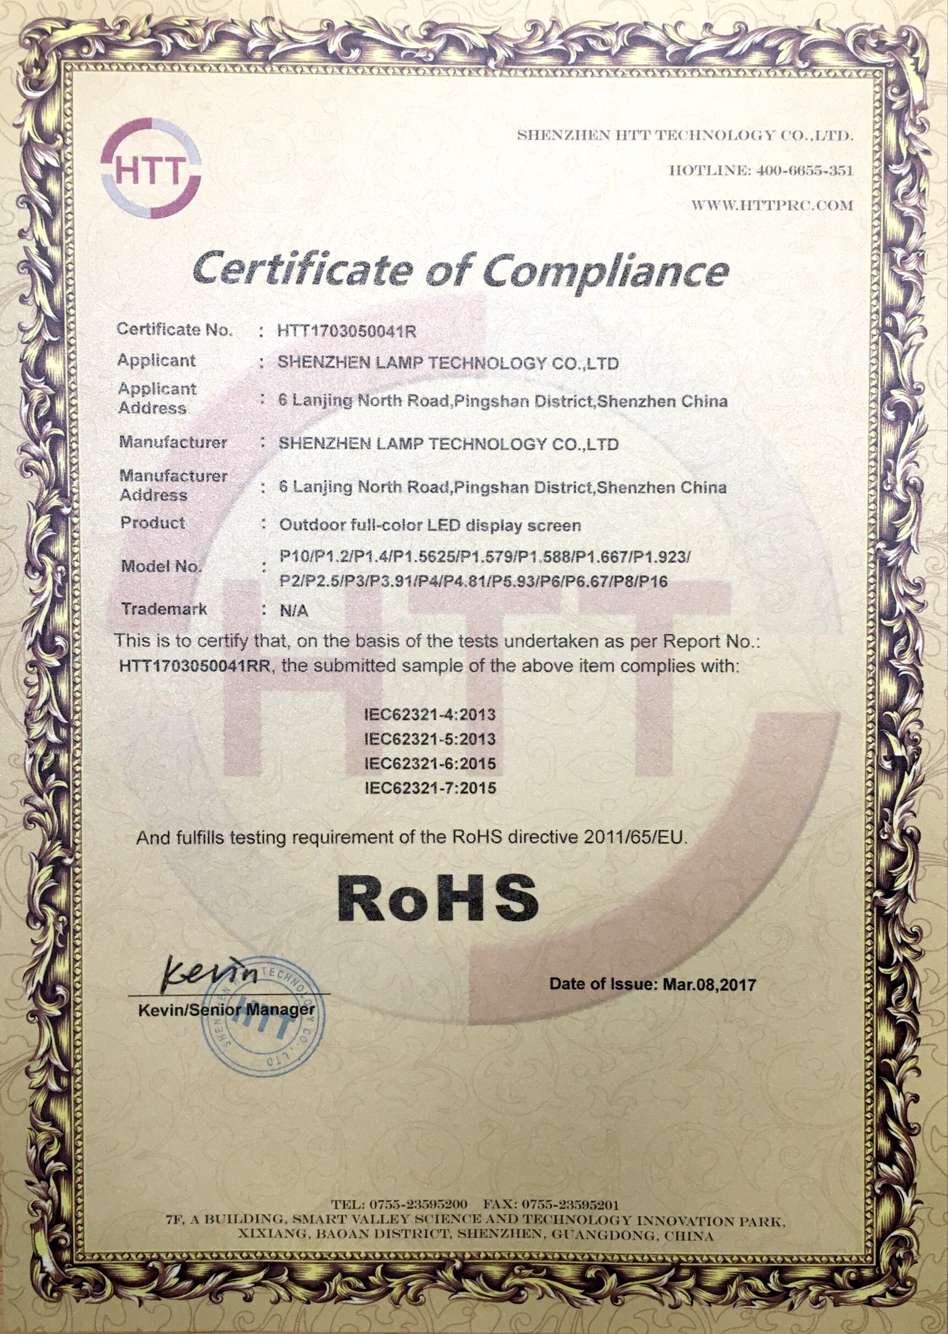 HTT
SHENZHEN HTT TECHNOLOGY CO.,LTD.
HOTLINE: 400-6655-351
WWW.HTTPRC.COM
Certificate of Compliance
Certificate No. : HTT1703050041R
Applicant : SHENZHEN LAMP TECHNOLOGY CO.,LTD
Applicant
Address : 6 Lanjing North Road,Pingshan District,Shenzhen China
Manufacturer : SHENZHEN LAMP TECHNOLOGY CO.,LTD
Manufacturer
Address : 6 Lanjing North Road,Pingshan District,Shenzhen China
Product : Outdoor full-color LED display screen
Model No. : P10/P1.2/P1.4/P1.5625/P1.579/P1.588/P1.667/P1.923/
P2/P2.5/P3/P3.91/P4/P4.81/P5.93/P6/P6.67/P8/P16
Trademark : N/A
This is to certify that, on the basis of the tests undertaken as per Report No.:
HTT1703050041RR, the submitted sample of the above item complies with:
IEC62321-4:2013
IEC62321-5:2013
IEC62321-6:2015
IEC62321-7:2015
And fulfills testing requirement of the RoHS directive 2011/65/EU.
RoHS
Kevin
Kevin/Senior Manager
SHENZHEN HTT TECHNOLOGY CO.,LTD
HTT
Date of Issue: Mar.08,2017
TEL: 0755-23595200 FAX: 0755-23595201
7F, A BUILDING, SMART VALLEY SCIENCE AND TECHNOLOGY INNOVATION PARK,
XIXIANG, BAOAN DISTRICT, SHENZHEN, GUANGDONG, CHINA